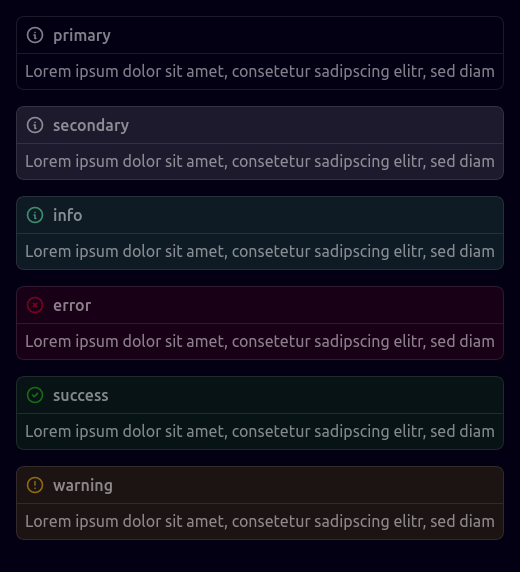 primary
Lorem ipsum dolor sit amet, consetetur sadipscing elitr, sed diam
secondary
Lorem ipsum dolor sit amet, consetetur sadipscing elitr, sed diam
info
Lorem ipsum dolor sit amet, consetetur sadipscing elitr, sed diam
error
Lorem ipsum dolor sit amet, consetetur sadipscing elitr, sed diam
success
Lorem ipsum dolor sit amet, consetetur sadipscing elitr, sed diam
warning
Lorem ipsum dolor sit amet, consetetur sadipscing elitr, sed diam